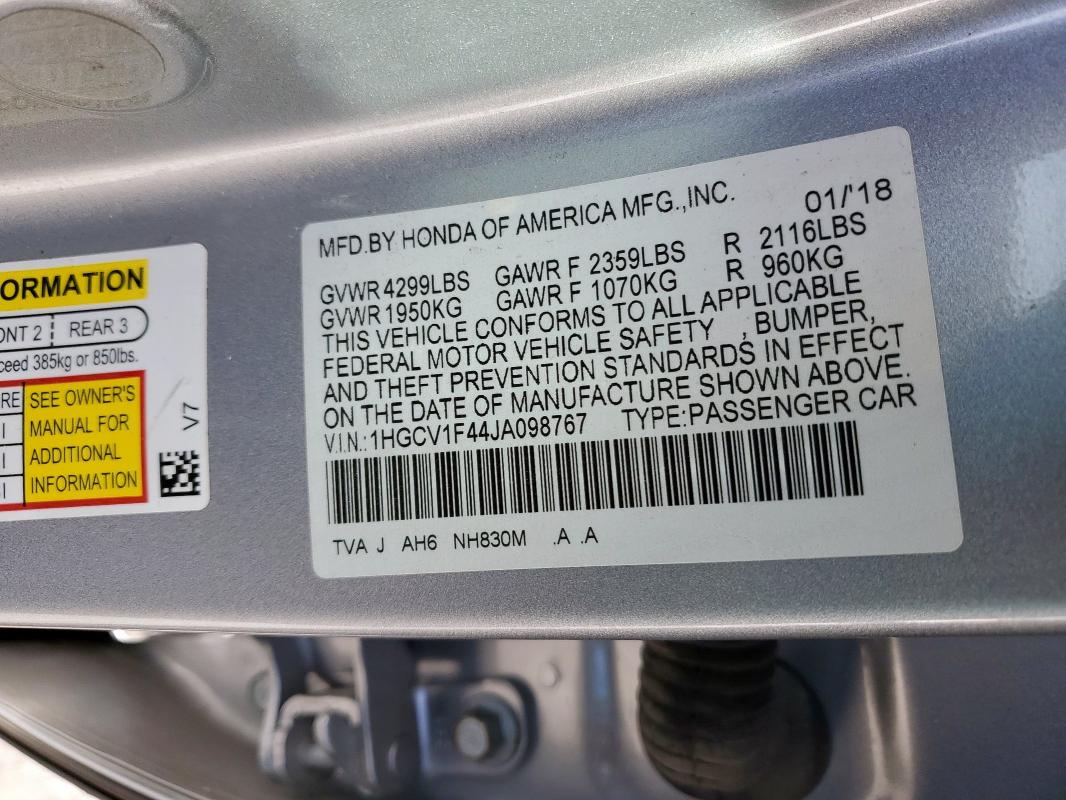 ORMATION
ONT 2 REAR 3
ceed 385kg or 850lbs.
RE SEE OWNER'S
I MANUAL FOR
I ADDITIONAL
SI INFORMATION
V7
MFD.BY HONDA OF AMERICA MFG.,INC. 01/'18
GVWR 4299LBS GAWR F 2359LBS R 2116LBS
GVWR 1950KG GAWR F 1070KG R 960KG
THIS VEHICLE CONFORMS TO ALL APPLICABLE
FEDERAL MOTOR VEHICLE SAFETY , BUMPER,
AND THEFT PREVENTION STANDARDS IN EFFECT
ON THE DATE OF MANUFACTURE SHOWN ABOVE.
V.I.N.: 1HGCV1F44JA098767 TYPE:PASSENGER CAR
TVA J AH6 NH830M .A .A